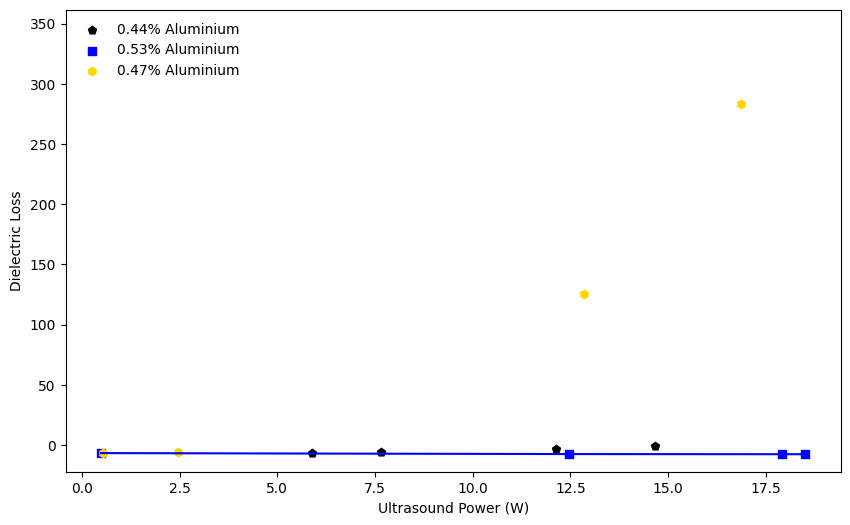 350
300
250
200
150
100
50
0
Dielectric Loss
0.44% Aluminium
0.53% Aluminium
0.47% Aluminium
0.0 2.5 5.0 7.5 10.0 12.5 15.0 17.5
Ultrasound Power (W)